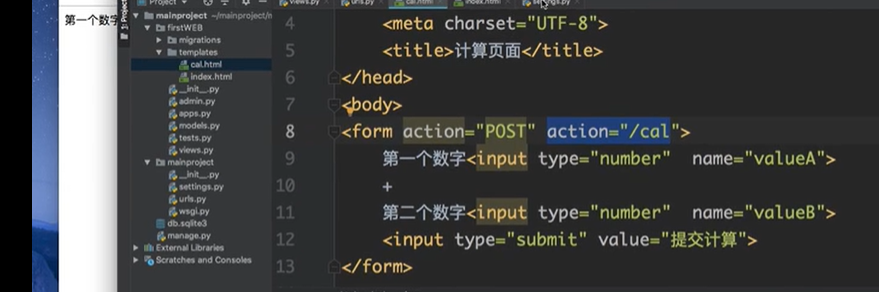 第一个数字
Project
views.py
urls.py
cal.html
index.html
settings.py
mainproject ~/mainproject/m
firstWEB
migrations
templates
cal.html
index.html
__init__.py
admin.py
apps.py
models.py
tests.py
views.py
mainproject
__init__.py
settings.py
urls.py
wsgi.py
db.sqlite3
manage.py
External Libraries
Scratches and Consoles
1: Project
4 <meta charset="UTF-8">
5 <title>计算页面</title>
6 </head>
7 <body>
8 <form action="POST" action="/cal">
9 第一个数字<input type="number" name="valueA">
10 +
11 第二个数字<input type="number" name="valueB">
12 <input type="submit" value="提交计算">
13 </form>